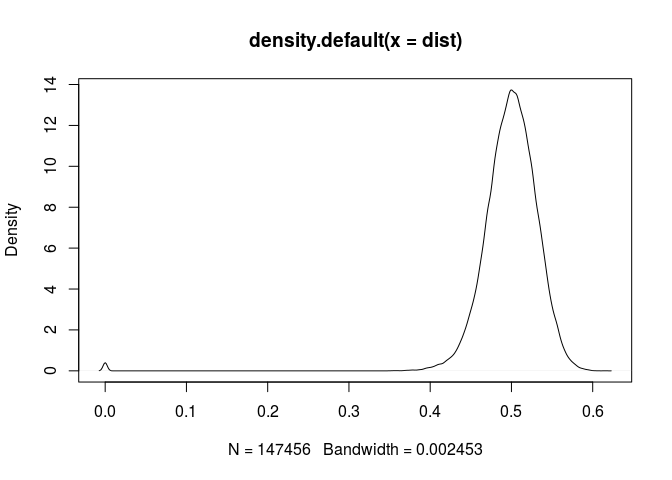 density.default(x = dist)
Density
14
12
10
8
6
4
2
0
0.0 0.1 0.2 0.3 0.4 0.5 0.6
N = 147456 Bandwidth = 0.002453